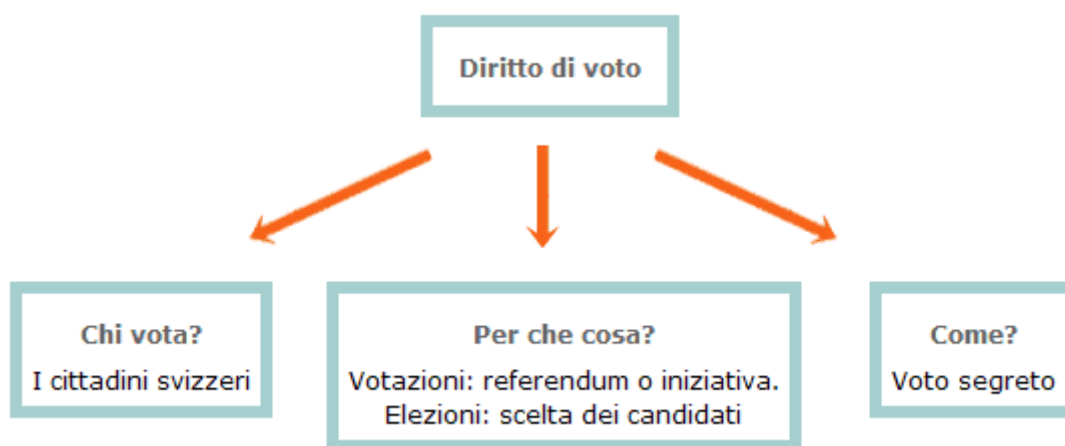 Diritto di voto
Chi vota?
I cittadini svizzeri
Per che cosa?
Votazioni: referendum o iniziativa.
Elezioni: scelta dei candidati
Come?
Voto segreto